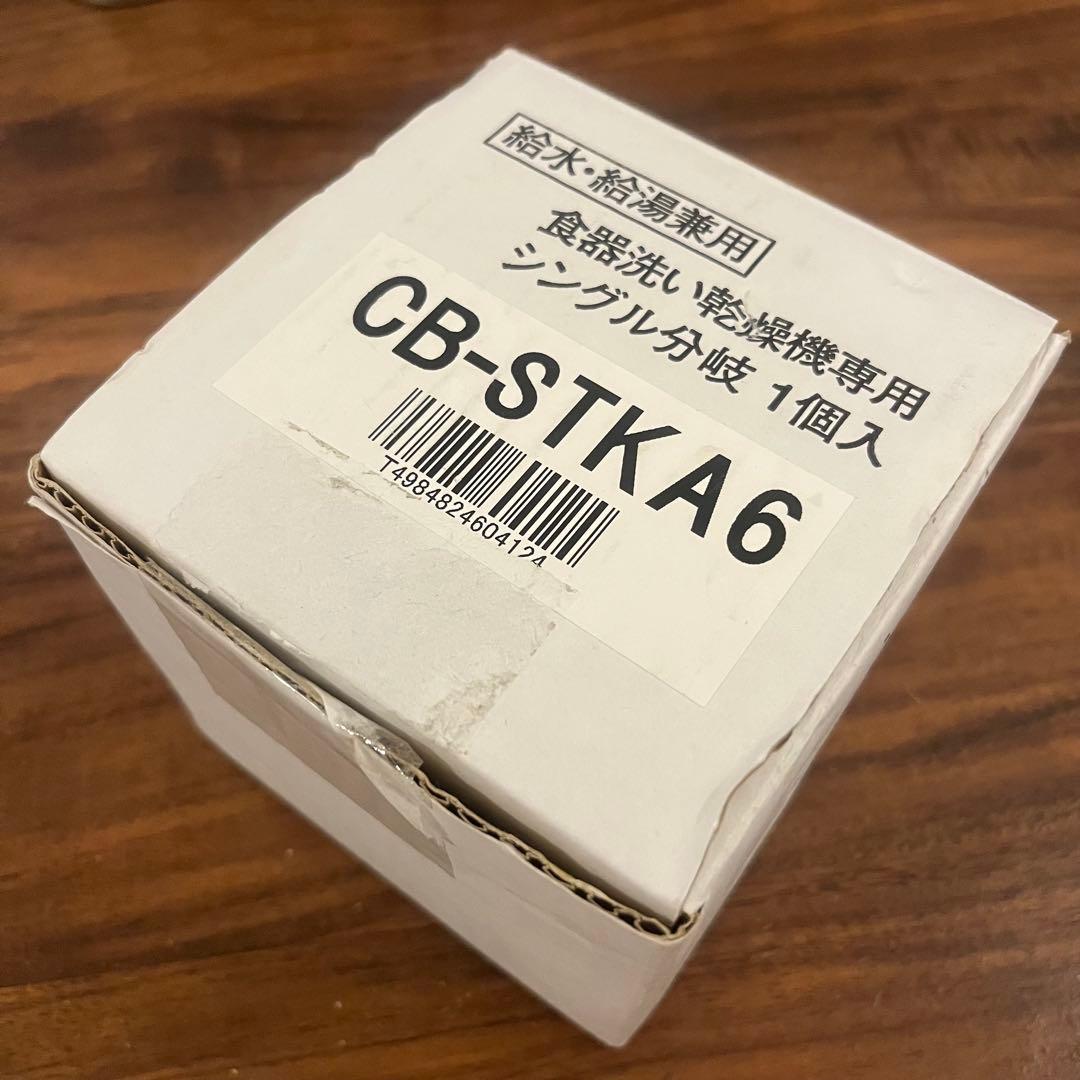 給水・給湯兼用
食器洗い乾燥機専用
シングル分岐 1個入
CB-STKA6
T4984824604124